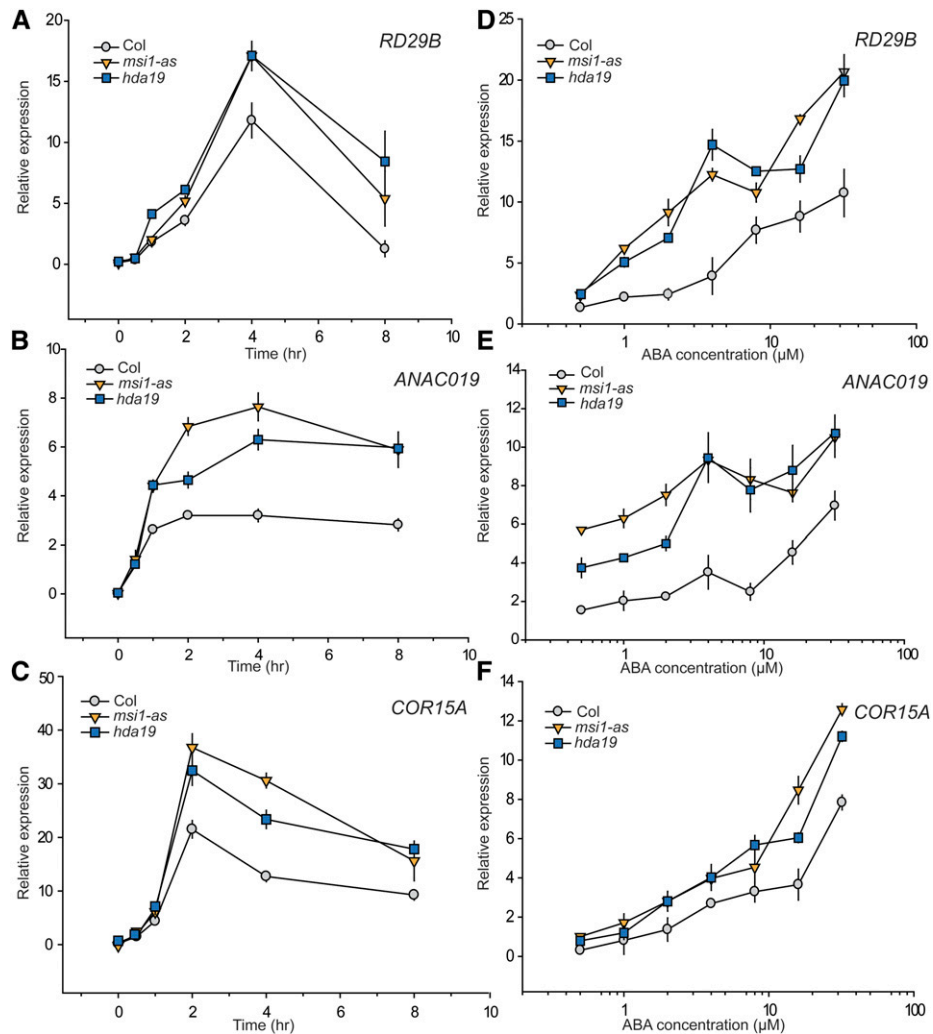 A
RD29B
Col
msi1-as
hda19
Relative expression
20
15
10
5
0
0 2 4 6 8 10
Time (hr)
B
ANAC019
Col
msi1-as
hda19
Relative expression
10
8
6
4
2
0
0 2 4 6 8 10
Time (hr)
C
COR15A
Col
msi1-as
hda19
Relative expression
50
40
30
20
10
0
0 2 4 6 8 10
Time (hr)
D
RD29B
Col
msi1-as
hda19
Relative expression
25
20
15
10
5
0
1 10 100
ABA concentration (µM)
E
ANAC019
Col
msi1-as
hda19
Relative expression
14
12
10
8
6
4
2
0
1 10 100
ABA concentration (µM)
F
COR15A
Col
msi1-as
hda19
Relative expression
14
12
10
8
6
4
2
0
1 10 100
ABA concentration (µM)